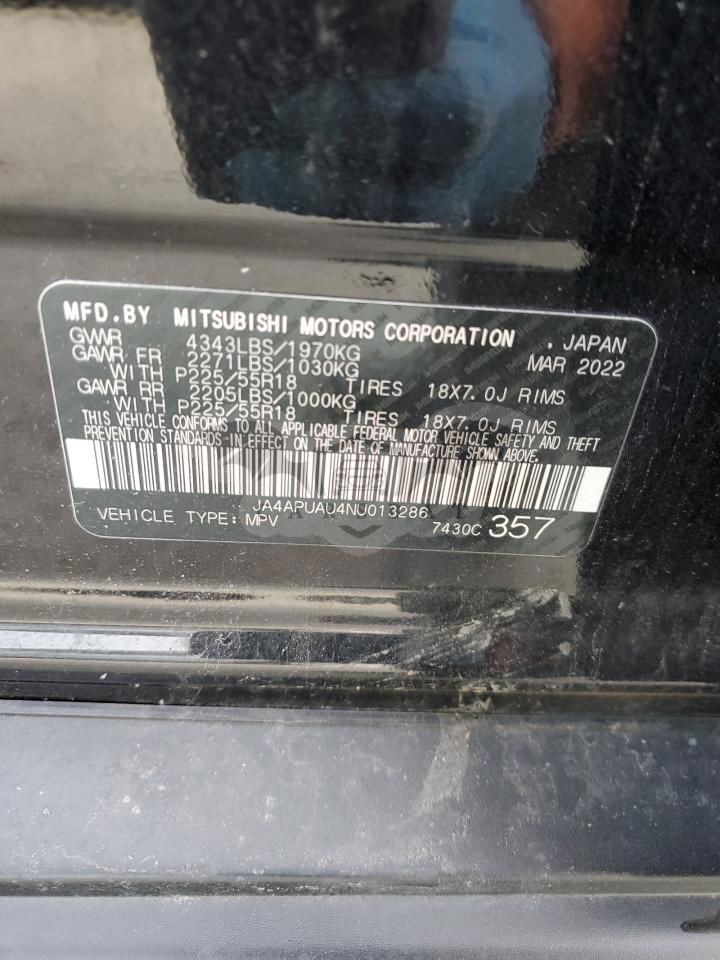 MFD.BY MITSUBISHI MOTORS CORPORATION . JAPAN
GVWR 4343LBS/1970KG MAR 2022
GAWR FR 2271LBS/1030KG
WITH P225/55R18 TIRES 18X7.0J RIMS
GAWR RR 2205LBS/1000KG
WITH P225/55R18 TIRES 18X7.0J RIMS
THIS VEHICLE CONFORMS TO ALL APPLICABLE FEDERAL MOTOR VEHICLE SAFETY AND THEFT
PREVENTION STANDARDS IN EFFECT ON THE DATE OF MANUFACTURE SHOWN ABOVE.
JA4APUAU4NU013286
VEHICLE TYPE: MPV 7430C 357